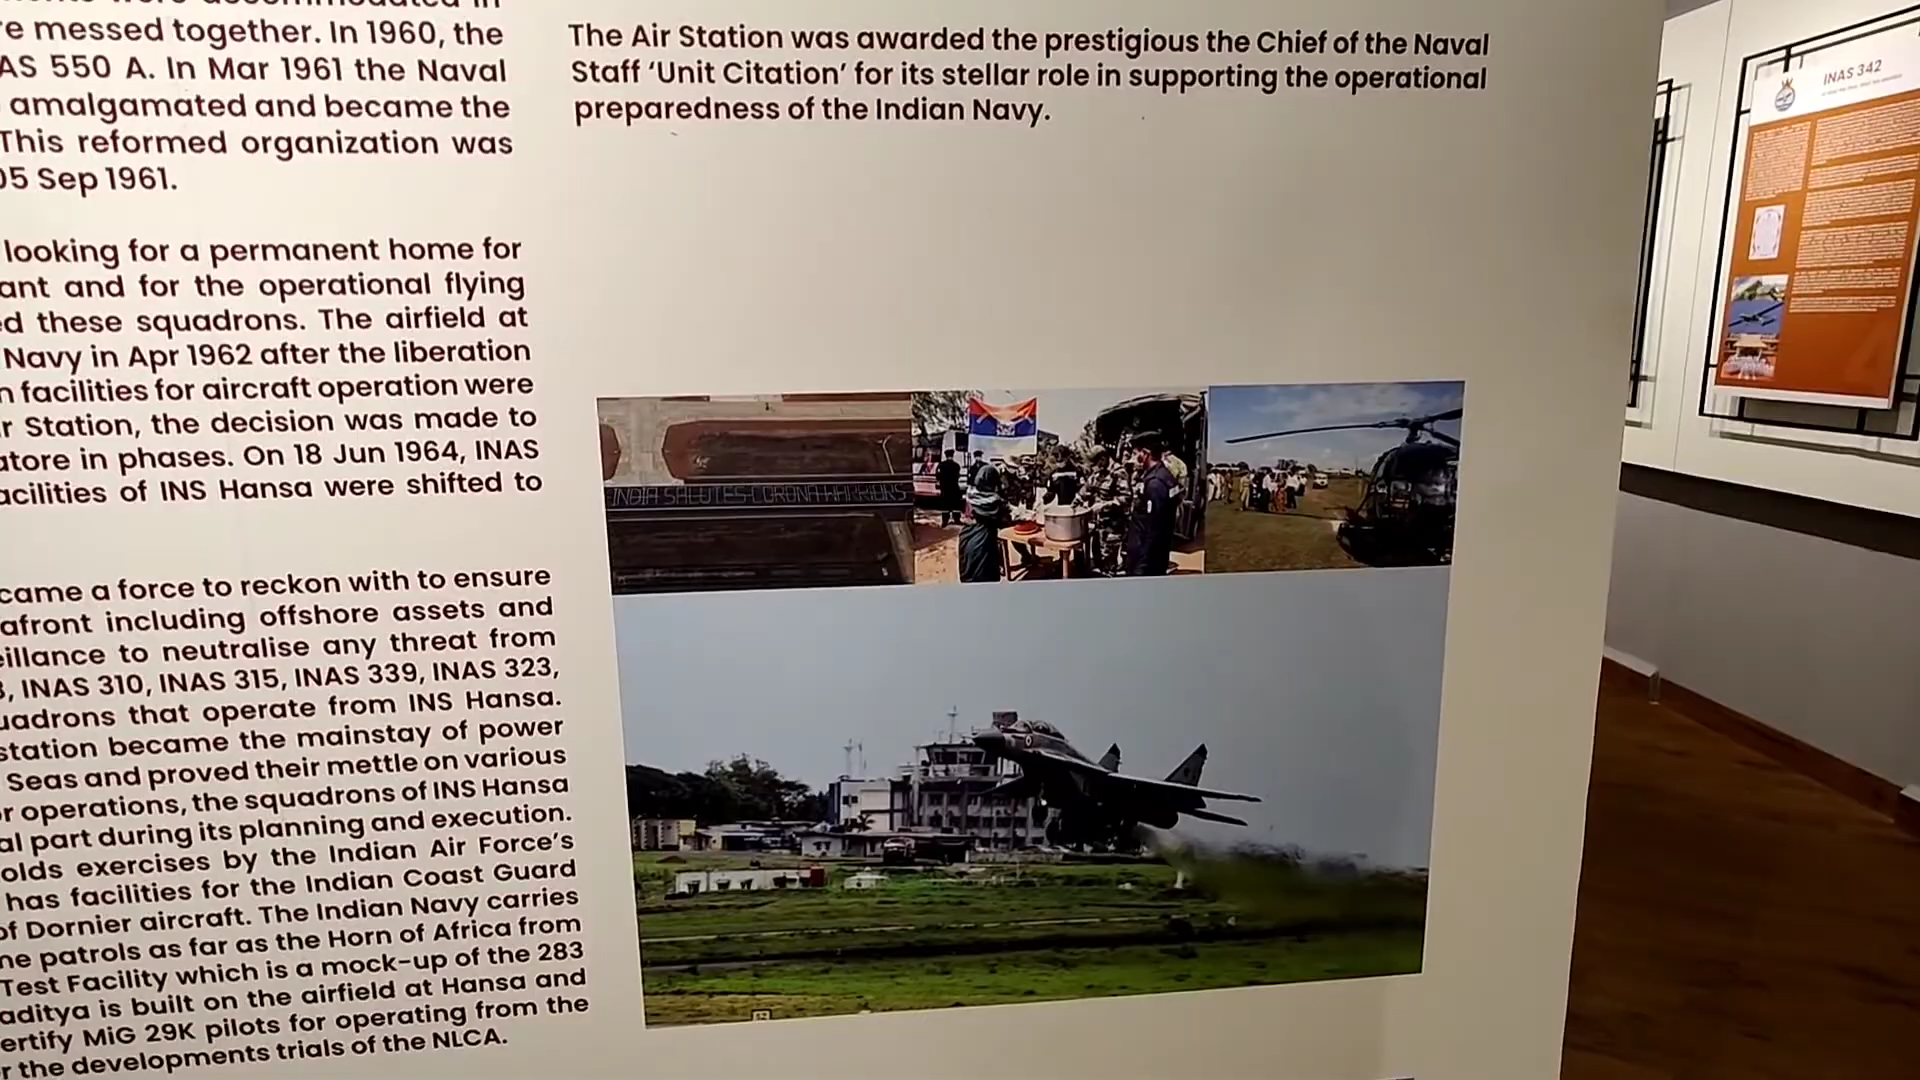 re messed together. In 1960, the
AS 550 A. In Mar 1961 the Naval
amalgamated and became the
This reformed organization was
05 Sep 1961.
looking for a permanent home for
ant and for the operational flying
ed these squadrons. The airfield at
Navy in Apr 1962 after the liberation
n facilities for aircraft operation were
r Station, the decision was made to
atore in phases. On 18 Jun 1964, INAS
acilities of INS Hansa were shifted to
came a force to reckon with to ensure
afront including offshore assets and
eillance to neutralise any threat from
3, INAS 310, INAS 315, INAS 339, INAS 323,
uadrons that operate from INS Hansa.
station became the mainstay of power
Seas and proved their mettle on various
or operations, the squadrons of INS Hansa
al part during its planning and execution.
olds exercises by the Indian Air Force's
has facilities for the Indian Coast Guard
of Dornier aircraft. The Indian Navy carries
ne patrols as far as the Horn of Africa from
Test Facility which is a mock-up of the 283
aditya is built on the airfield at Hansa and
ertify MiG 29K pilots for operating from the
r the developments trials of the NLCA.
The Air Station was awarded the prestigious the Chief of the Naval
Staff 'Unit Citation' for its stellar role in supporting the operational
preparedness of the Indian Navy.
INDIA SALUTES CORONA WARRIORS
52
INAS 342